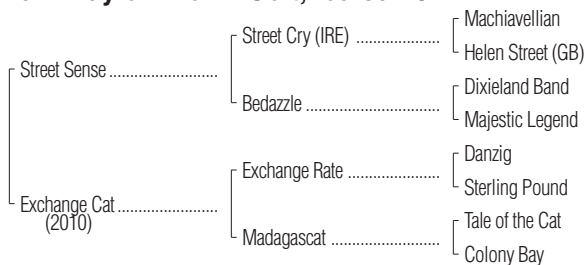 Machiavellian
Street Cry (IRE)
Helen Street (GB)
Street Sense
Dixieland Band
Bedazzle
Majestic Legend
Danzig
Exchange Rate
Sterling Pound
Exchange Cat
(2010)
Tale of the Cat
Madagascat
Colony Bay